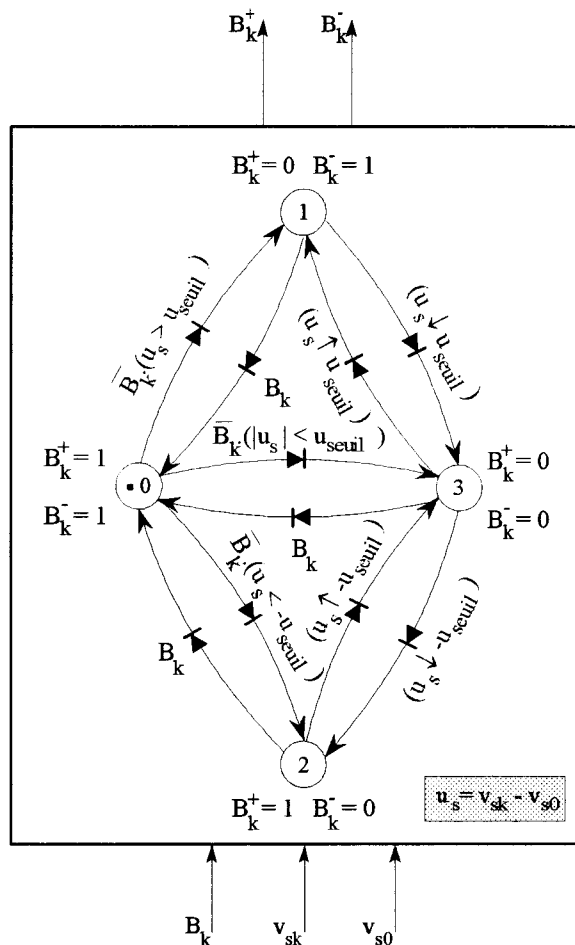 B_k^+ B_k^-
B_k^+ = 0 B_k^- = 1
1
B̄_k.(u_s > u_seuil)
(u_s ↓ u_seuil)
(u_s ↑ u_seuil)
B_k
B̄_k.(|u_s| < u_seuil)
B_k^+ = 1
0
B_k^- = 1
B_k^+ = 0
3
B_k^- = 0
B_k
B̄_k.(u_s < -u_seuil)
(u_s ↑ -u_seuil)
(u_s ↓ -u_seuil)
B_k
2
B_k^+ = 1 B_k^- = 0
u_s = v_sk - v_s0
B_k v_sk v_s0